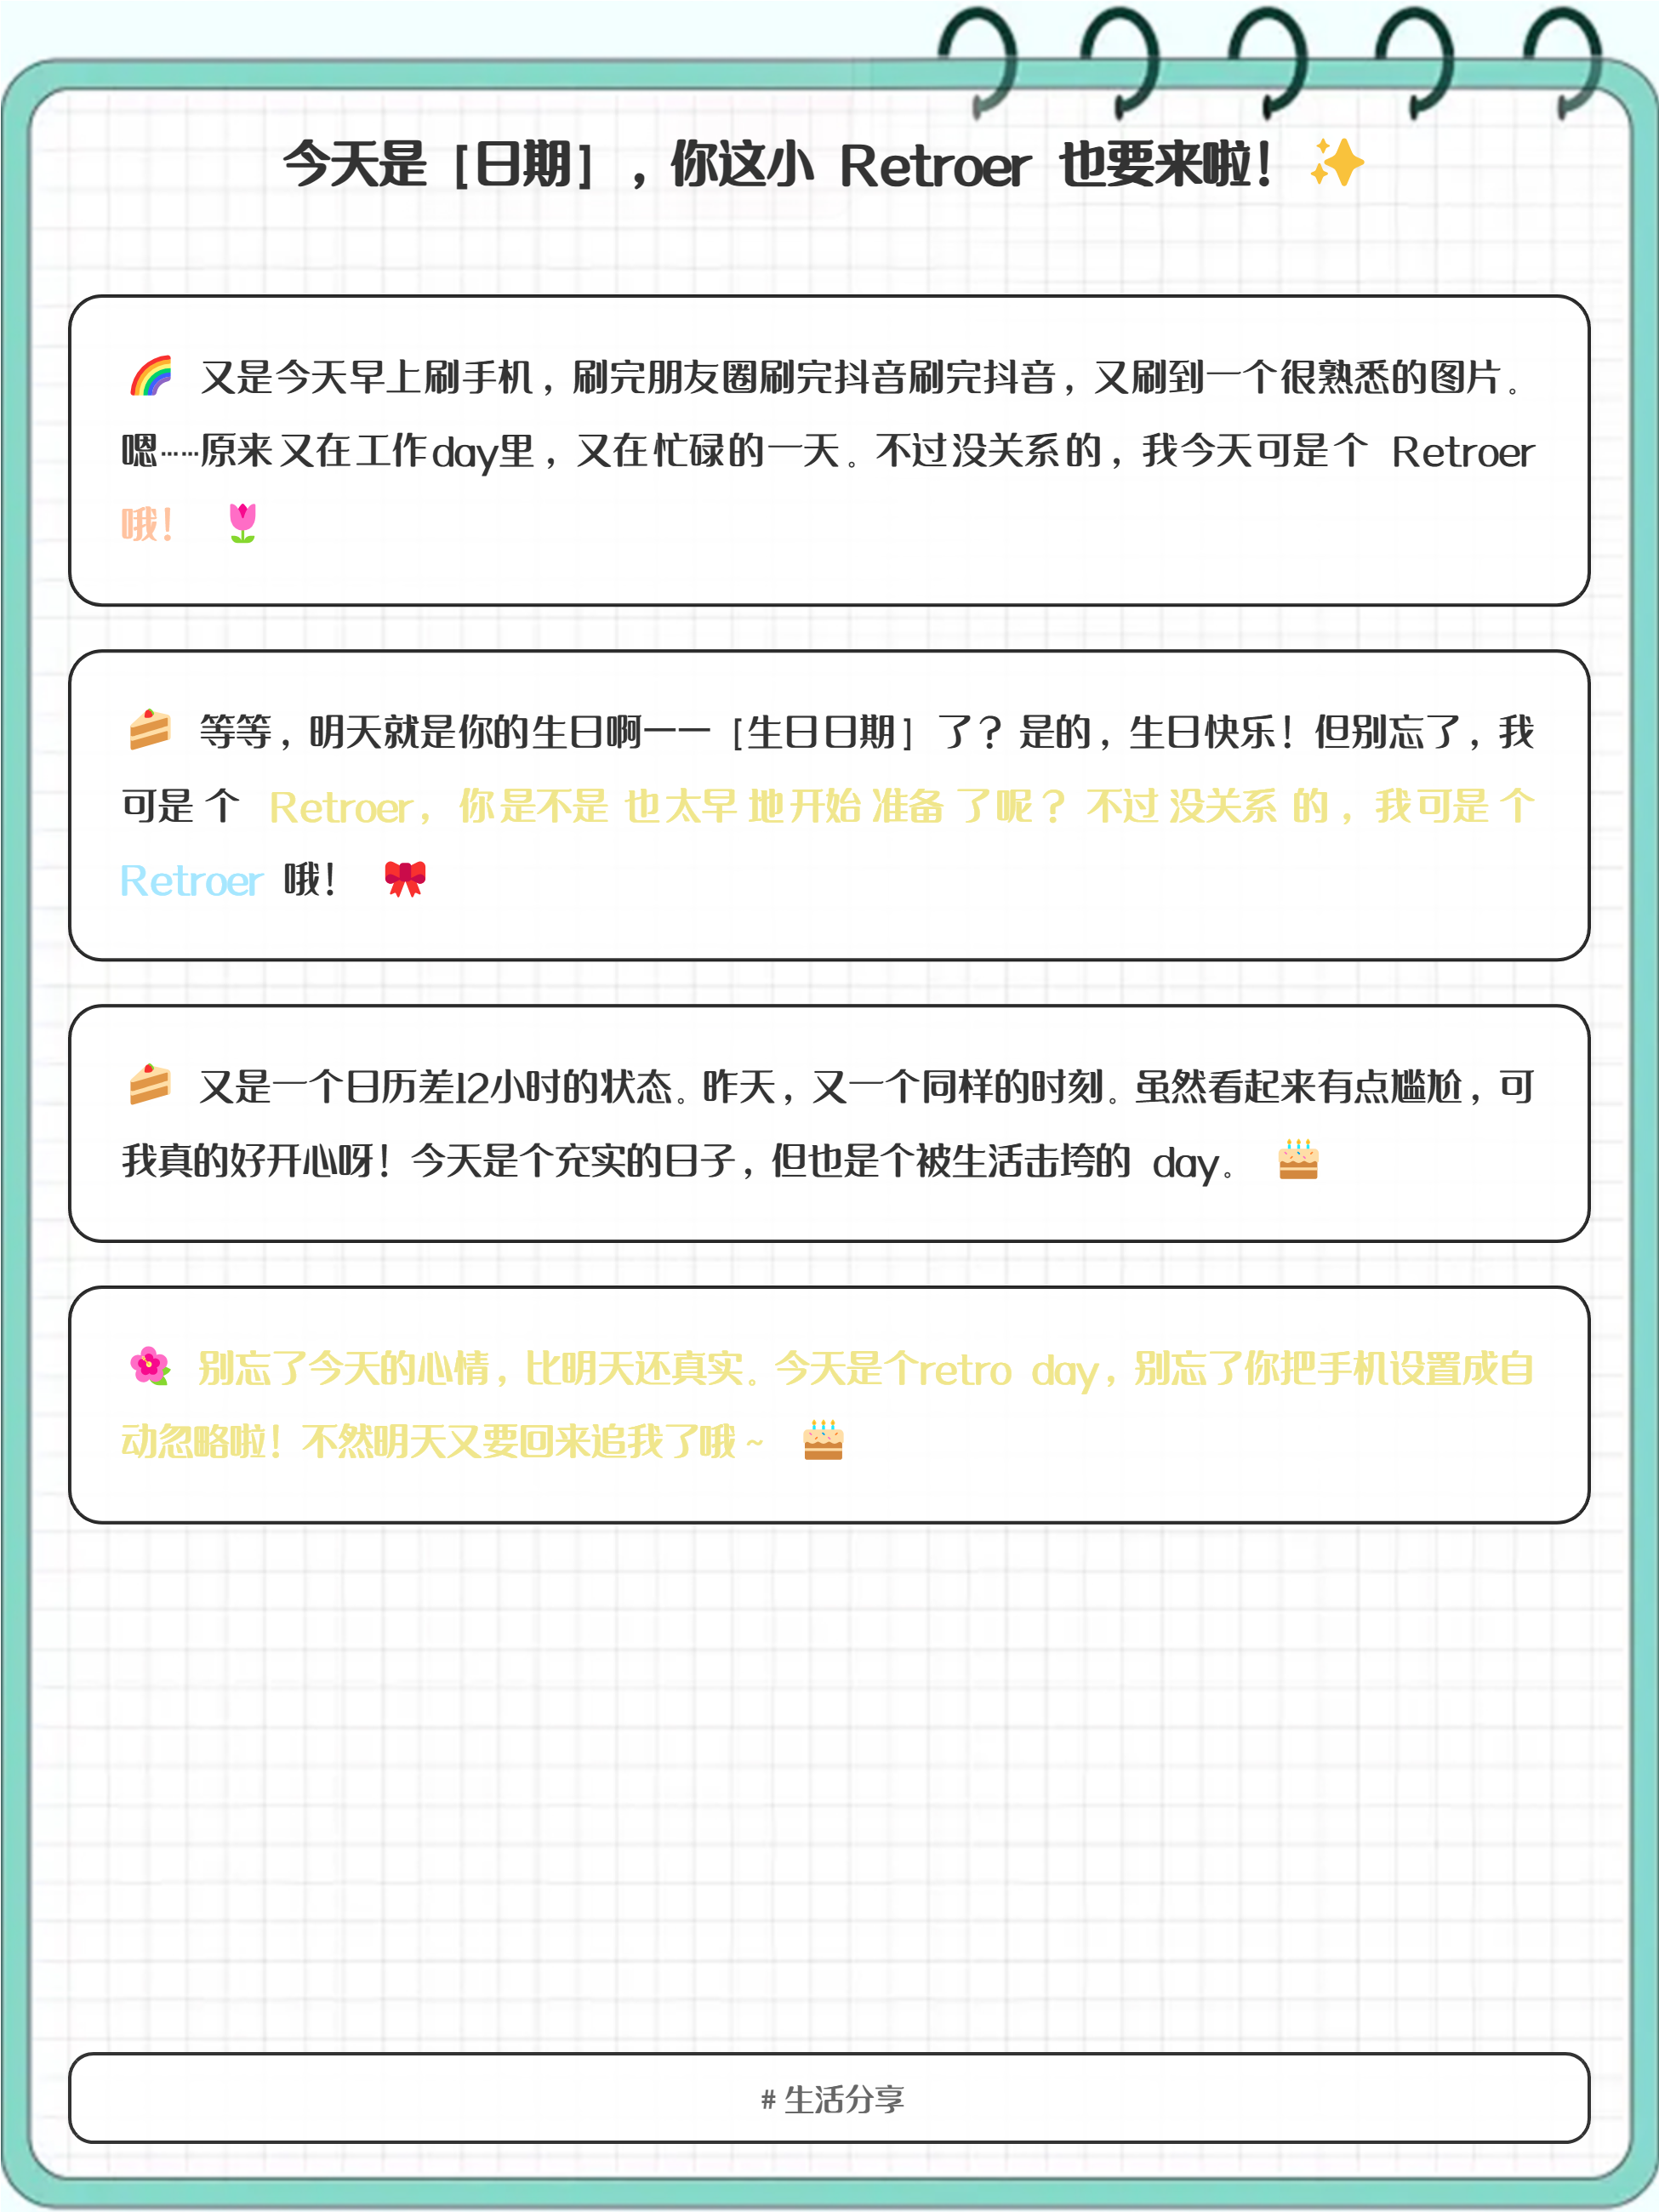 今天是［日期］，你这小 Retroer 也要来啦！✨
🌈 又是今天早上刷手机，刷完朋友圈刷完抖音刷完抖音，又刷到一个很熟悉的图片。
嗯……原来又在工作day里，又在忙碌的一天。不过没关系的，我今天可是个 Retroer
哦！ 🌷
🍰 等等，明天就是你的生日啊——［生日日期］了？是的，生日快乐！但别忘了，我
可是个 Retroer，你是不是也太早地开始准备了呢？不过没关系的，我可是个
Retroer 哦！ 🎀
🍰 又是一个日历差12小时的状态。昨天，又一个同样的时刻。虽然看起来有点尴尬，可
我真的好开心呀！今天是个充实的日子，但也是个被生活击垮的 day。 🎂
🌺 别忘了今天的心情，比明天还真实。今天是个retro day，别忘了你把手机设置成自
动忽略啦！不然明天又要回来追我了哦~ 🎂
# 生活分享